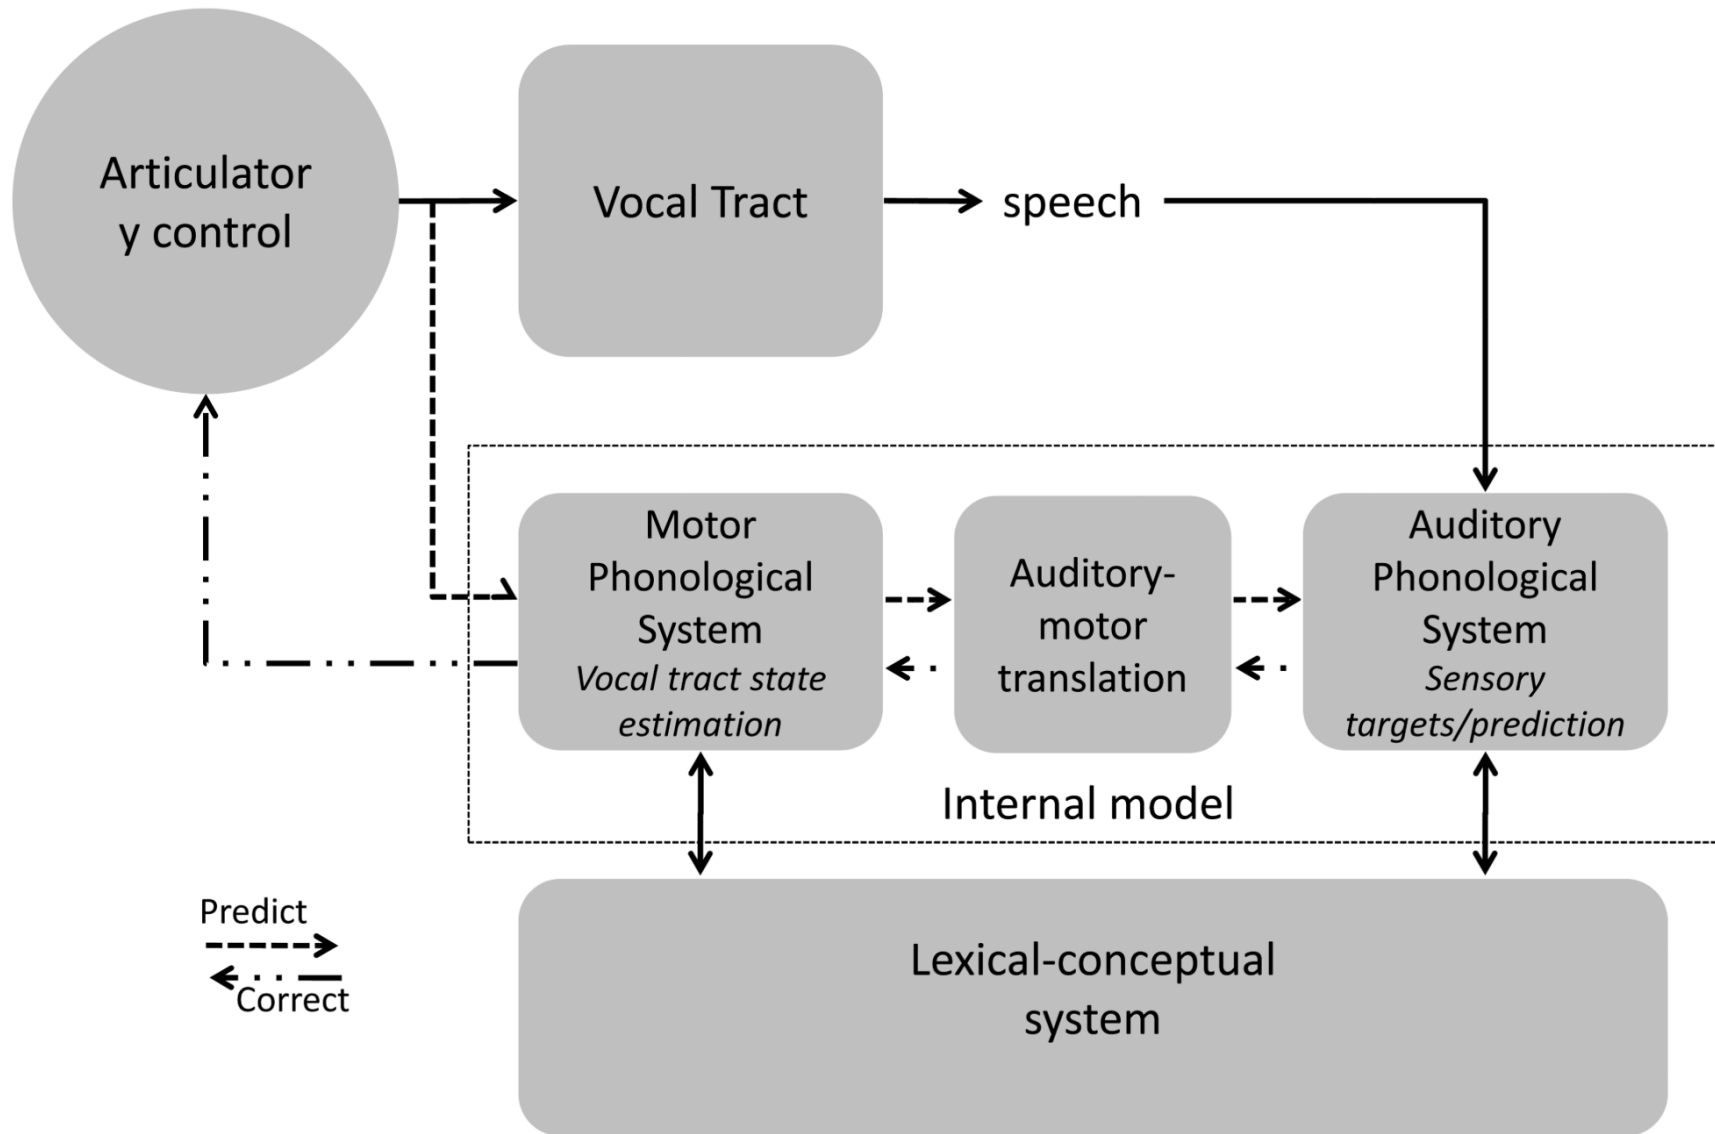 Articulator
y control
Vocal Tract
speech
Motor
Phonological
System
Vocal tract state
estimation
Auditory-
motor
translation
Auditory
Phonological
System
Sensory
targets/prediction
Internal model
Predict
Correct
Lexical-conceptual
system